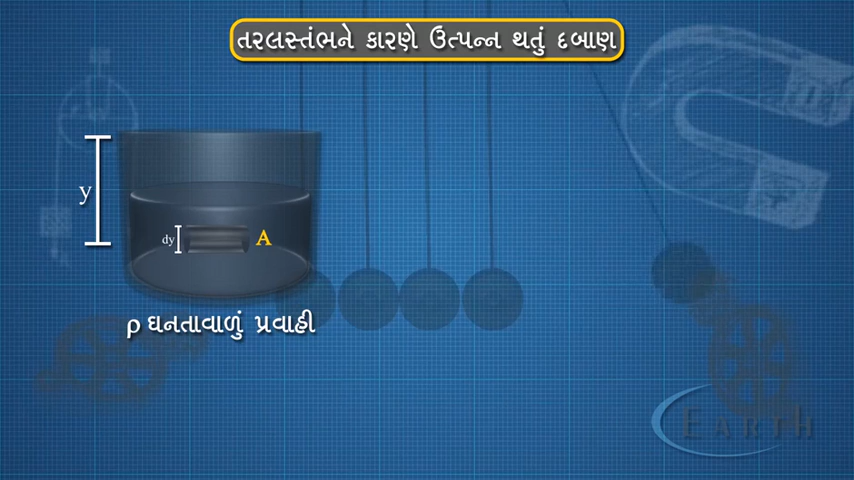 તરલસ્તંભને કારણે ઉત્પન્ન થતું દબાણ
y
dy
A
ρ ઘનતાવાળું પ્રવાહી
EARTH